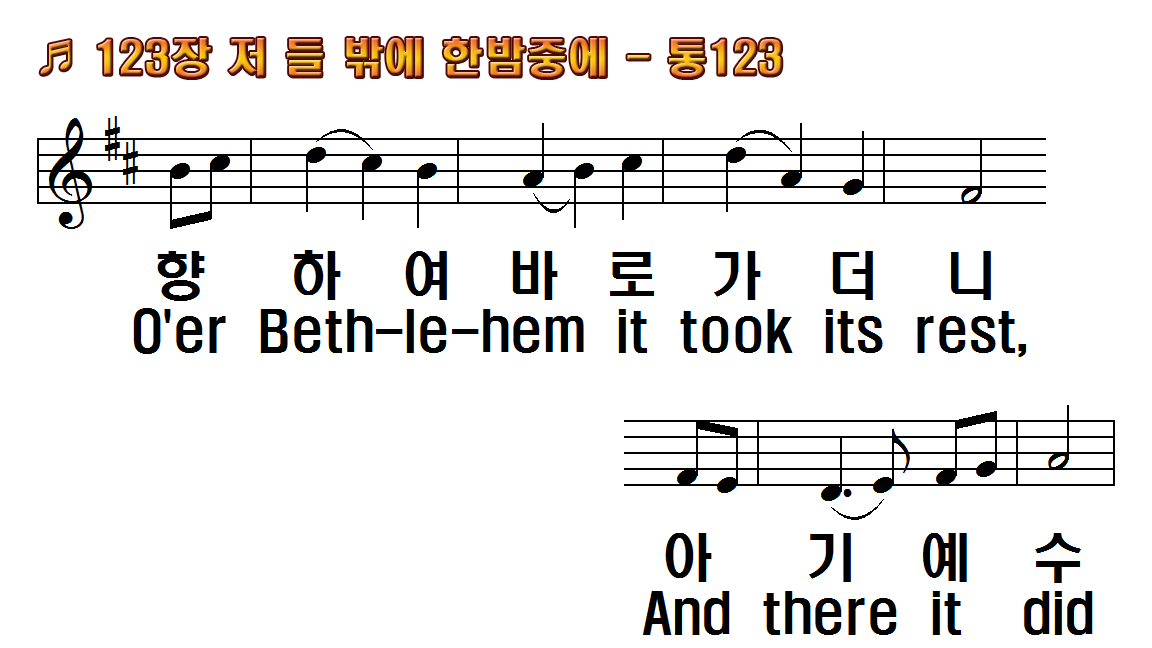 ♬ 123장 저 들 밖에 한밤중에 - 통123
향 하 여 바 로 가 더 니
O'er Beth-le-hem it took its rest,
아 기 예 수
And there it did